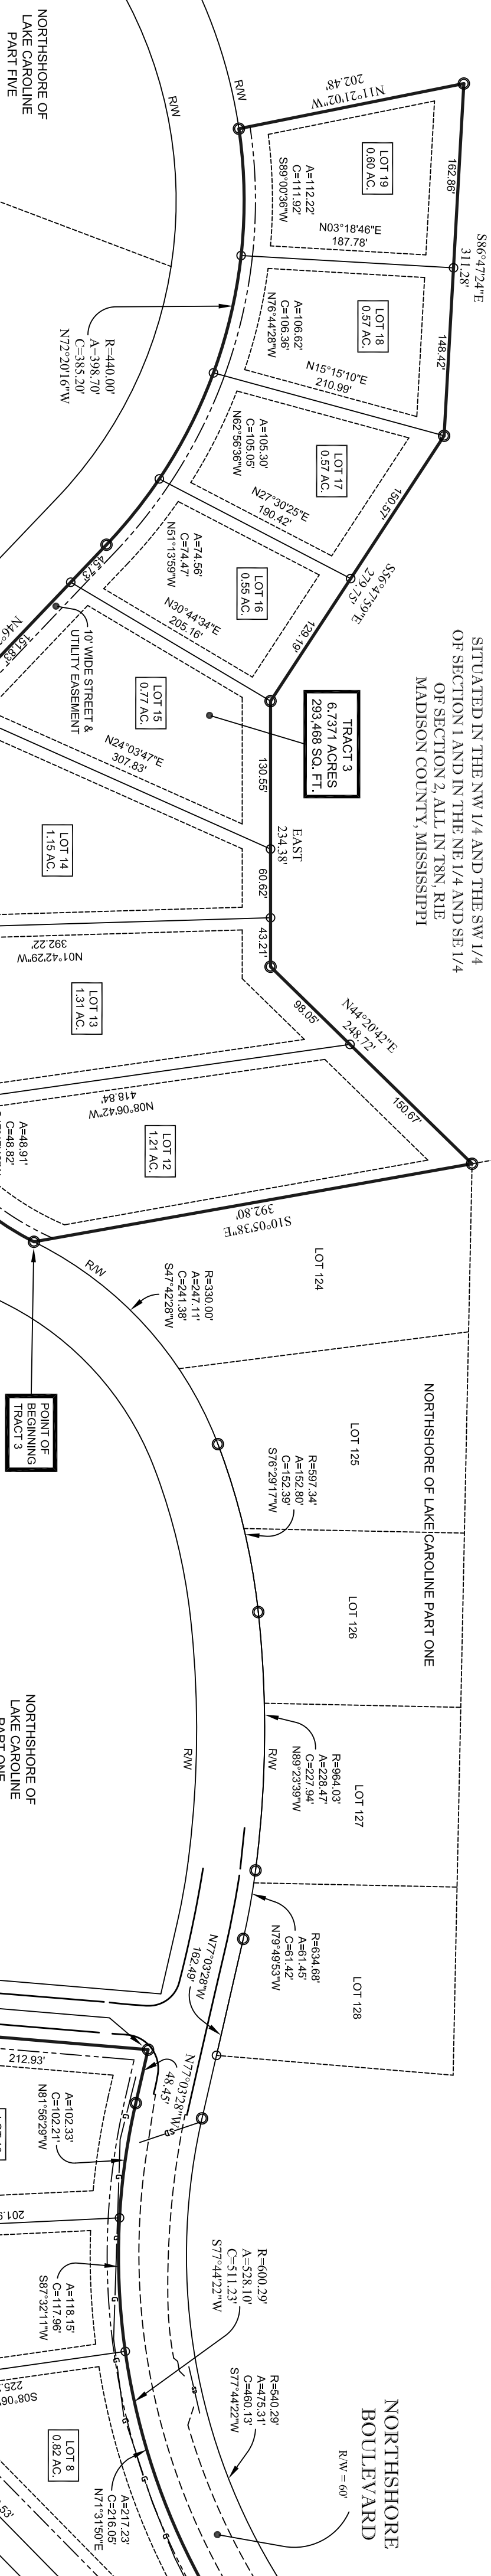 NORTHSHORE OF
LAKE CAROLINE
PART FIVE
R/W
R/W
N11°21'02"W
202.48'
LOT 19
0.60 AC.
A=112.22'
C=111.92'
S89°00'36"W
162.86'
N03°18'46"E
187.78'
S86°47'24"E
311.28'
LOT 18
0.57 AC.
A=106.62'
C=106.36'
N76°44'28"W
148.42'
N15°15'10"E
210.99'
R=440.00'
A=398.70'
C=385.20'
N72°20'16"W
LOT 17
0.57 AC.
A=105.30'
C=105.05'
N62°56'36"W
150.57'
N27°30'25"E
190.42'
S56°47'59"E
279.75'
LOT 16
0.55 AC.
A=74.56'
C=74.47'
N51°13'59"W
129.19'
N30°44'34"E
205.16'
45.73'
N46°
151.83'
10' WIDE STREET &
UTILITY EASEMENT
SITUATED IN THE NW 1/4 AND THE SW 1/4
OF SECTION 1 AND IN THE NE 1/4 AND SE 1/4
OF SECTION 2, ALL IN T8N, R1E
MADISON COUNTY, MISSISSIPPI
TRACT 3
6.7371 ACRES
293,468 SQ. FT.
LOT 15
0.77 AC.
N24°03'47"E
307.83'
130.55'
EAST
234.38'
60.62'
43.21'
LOT 14
1.15 AC.
N01°42'29"W
392.22'
LOT 13
1.31 AC.
98.05'
N44°20'42"E
248.72'
150.67'
N08°06'42"W
418.84'
LOT 12
1.21 AC.
A=48.91'
C=48.82'
S10°05'38"E
392.80'
R/W
POINT OF
BEGINNING
TRACT 3
R=330.00'
A=247.11'
C=241.38'
S47°42'28"W
LOT 124
LOT 125
NORTHSHORE OF LAKE CAROLINE PART ONE
R=597.34'
A=152.80'
C=152.39'
S76°29'17"W
LOT 126
LOT 127
R=964.03'
A=228.47'
C=227.94'
N89°23'39"W
R/W
R/W
NORTHSHORE OF
LAKE CAROLINE
PART ONE
R=634.68'
A=61.45'
C=61.42'
N79°49'53"W
LOT 128
N77°03'28"W
162.49'
N77°03'28"W
48.45'
212.93'
A=102.33'
C=102.21'
N81°56'29"W
A=118.15'
C=117.96'
S87°32'11"W
R=600.29'
A=528.10'
C=511.23'
S77°44'22"W
R=540.29'
A=475.31'
C=460.13'
S77°44'22"W
NORTHSHORE
BOULEVARD
R/W = 60'
LOT 8
0.82 AC.
A=217.23'
C=216.05'
N71°31'50"E